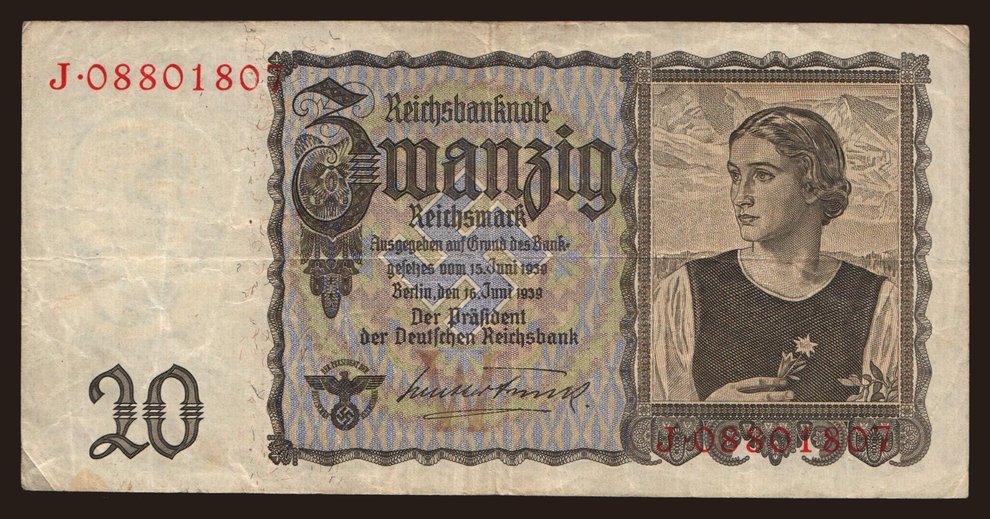 J·08801807
Reichsbanknote
Zwanzig
Reichsmark
Ausgegeben auf Grund des Bank-
gesetzes vom 15. Juni 1939
Berlin, den 16. Juni 1939
Der Präsident
der Deutschen Reichsbank
20
J·08801807